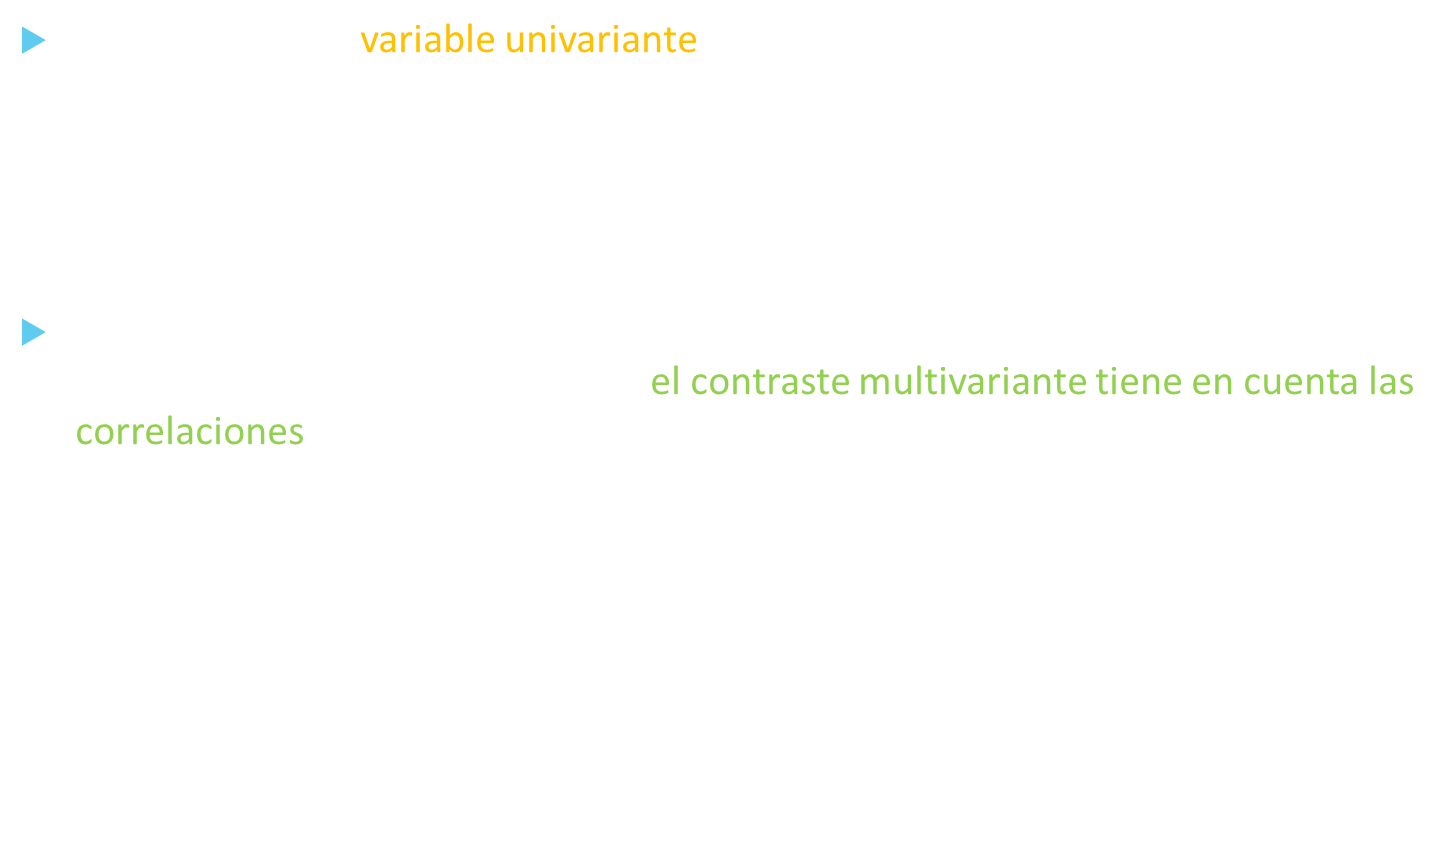 variable univariante
el contraste multivariante tiene en cuenta las
correlaciones